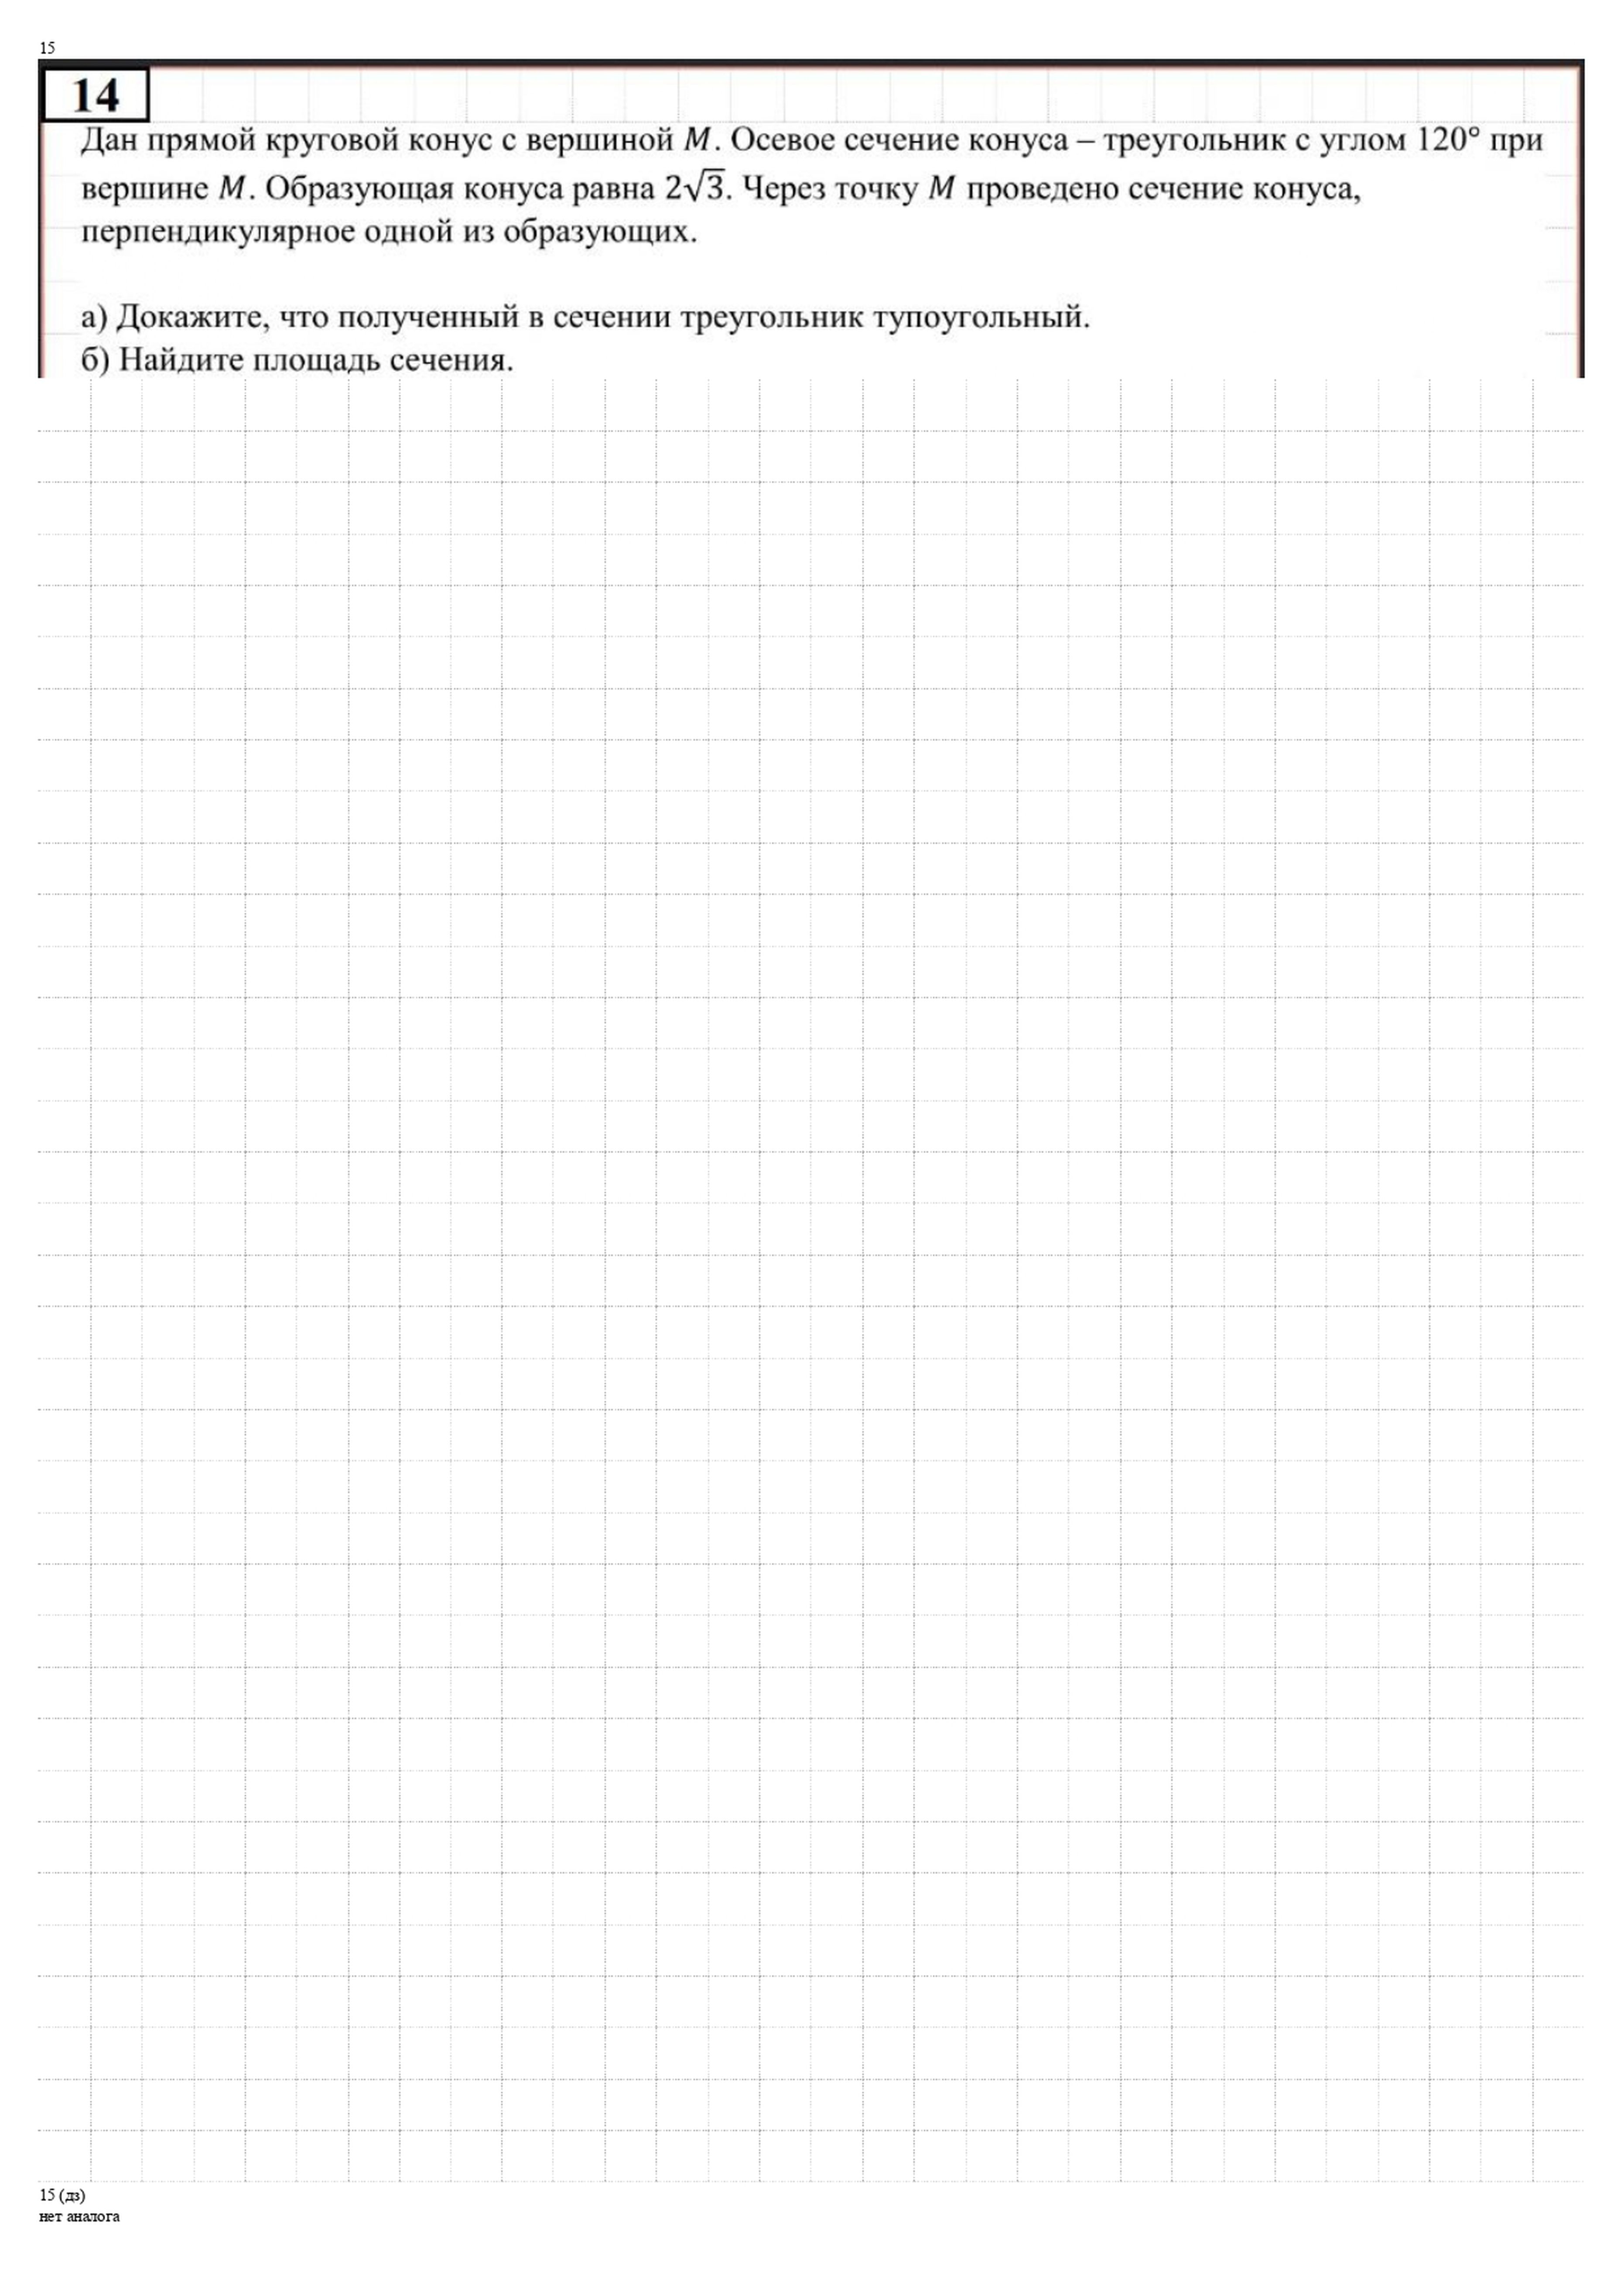 15
14
Дан прямой круговой конус с вершиной M. Осевое сечение конуса – треугольник с углом 120° при
вершине M. Образующая конуса равна 2√3. Через точку M проведено сечение конуса,
перпендикулярное одной из образующих.
а) Докажите, что полученный в сечении треугольник тупоугольный.
б) Найдите площадь сечения.
15 (дз)
нет аналога